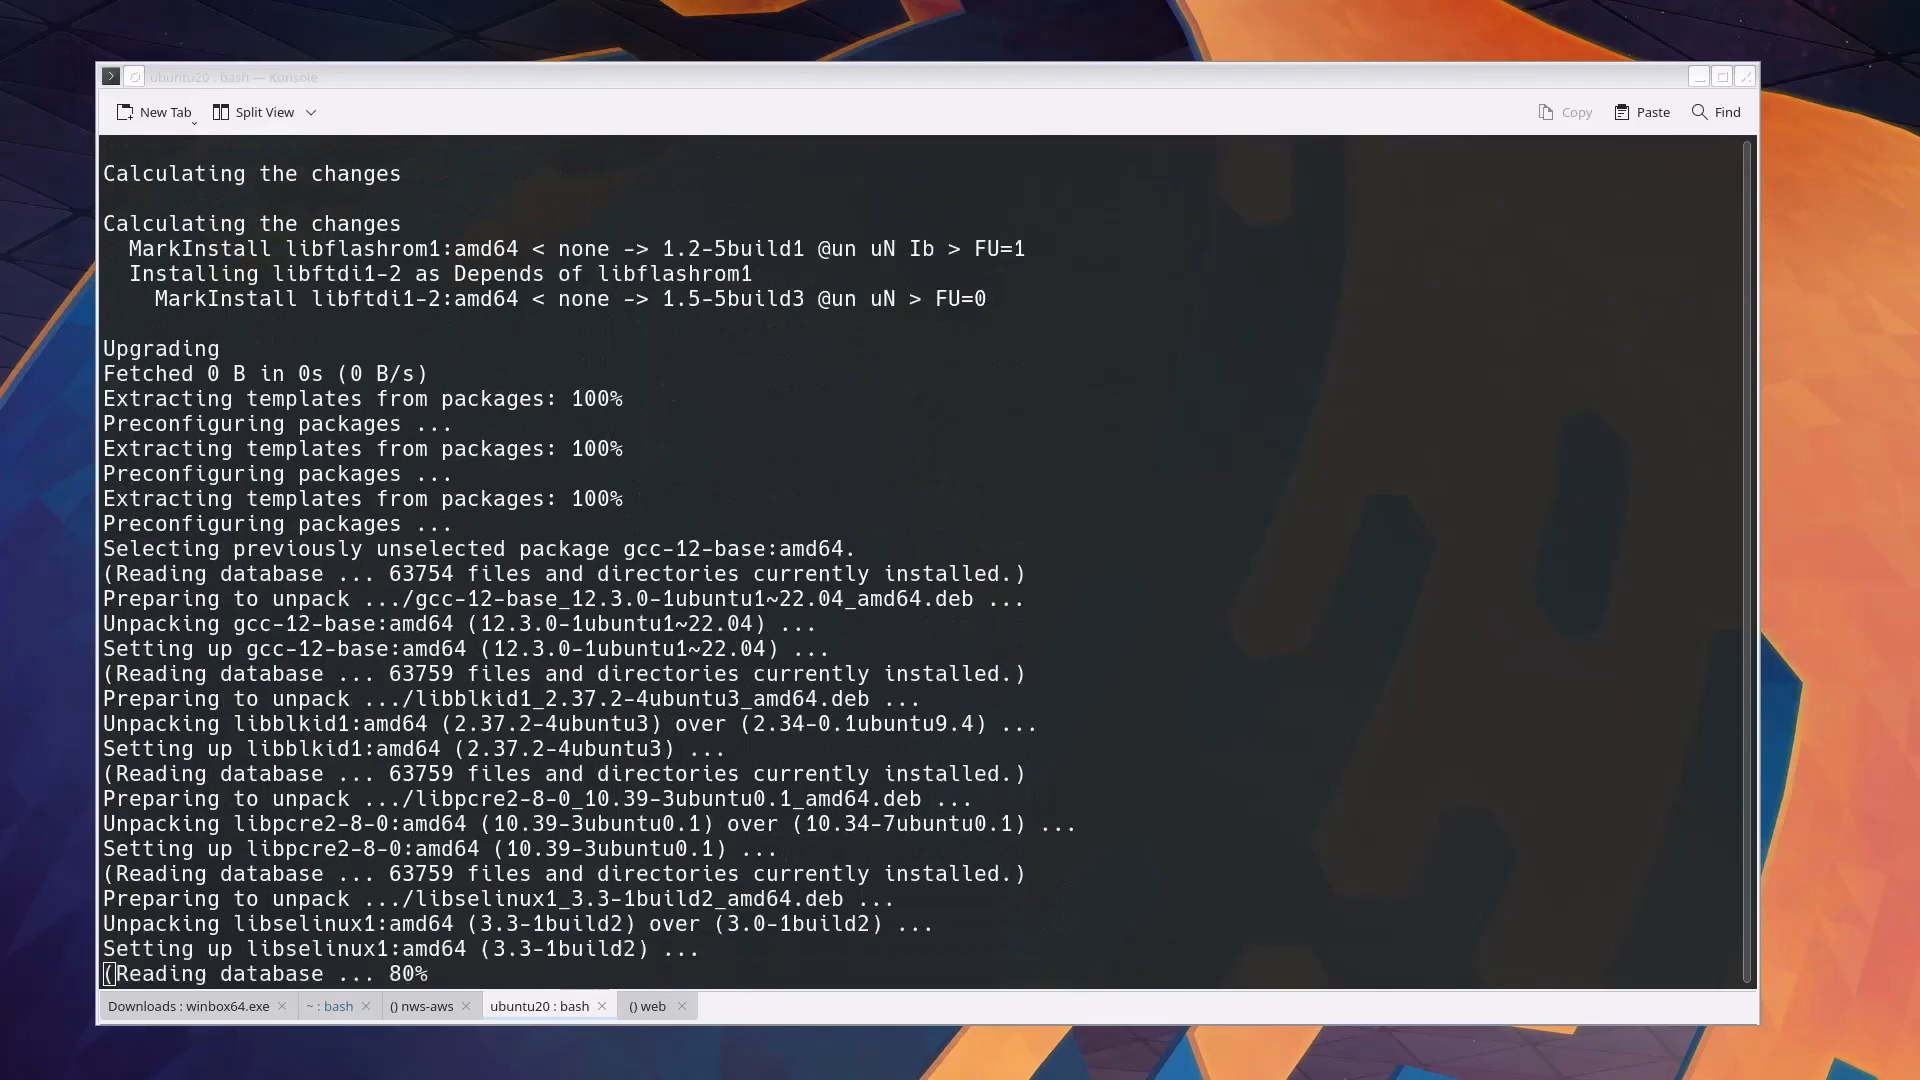 ubuntu20 : bash — Konsole
New Tab Split View Copy Paste Find
Calculating the changes
Calculating the changes
MarkInstall libflashrom1:amd64 < none -> 1.2-5build1 @un uN Ib > FU=1
Installing libftdi1-2 as Depends of libflashrom1
MarkInstall libftdi1-2:amd64 < none -> 1.5-5build3 @un uN > FU=0
Upgrading
Fetched 0 B in 0s (0 B/s)
Extracting templates from packages: 100%
Preconfiguring packages ...
Extracting templates from packages: 100%
Preconfiguring packages ...
Extracting templates from packages: 100%
Preconfiguring packages ...
Selecting previously unselected package gcc-12-base:amd64.
(Reading database ... 63754 files and directories currently installed.)
Preparing to unpack .../gcc-12-base_12.3.0-1ubuntu1~22.04_amd64.deb ...
Unpacking gcc-12-base:amd64 (12.3.0-1ubuntu1~22.04) ...
Setting up gcc-12-base:amd64 (12.3.0-1ubuntu1~22.04) ...
(Reading database ... 63759 files and directories currently installed.)
Preparing to unpack .../libblkid1_2.37.2-4ubuntu3_amd64.deb ...
Unpacking libblkid1:amd64 (2.37.2-4ubuntu3) over (2.34-0.1ubuntu9.4) ...
Setting up libblkid1:amd64 (2.37.2-4ubuntu3) ...
(Reading database ... 63759 files and directories currently installed.)
Preparing to unpack .../libpcre2-8-0_10.39-3ubuntu0.1_amd64.deb ...
Unpacking libpcre2-8-0:amd64 (10.39-3ubuntu0.1) over (10.34-7ubuntu0.1) ...
Setting up libpcre2-8-0:amd64 (10.39-3ubuntu0.1) ...
(Reading database ... 63759 files and directories currently installed.)
Preparing to unpack .../libselinux1_3.3-1build2_amd64.deb ...
Unpacking libselinux1:amd64 (3.3-1build2) over (3.0-1build2) ...
Setting up libselinux1:amd64 (3.3-1build2) ...
(Reading database ... 80%
Downloads : winbox64.exe ~ : bash () nws-aws ubuntu20 : bash () web